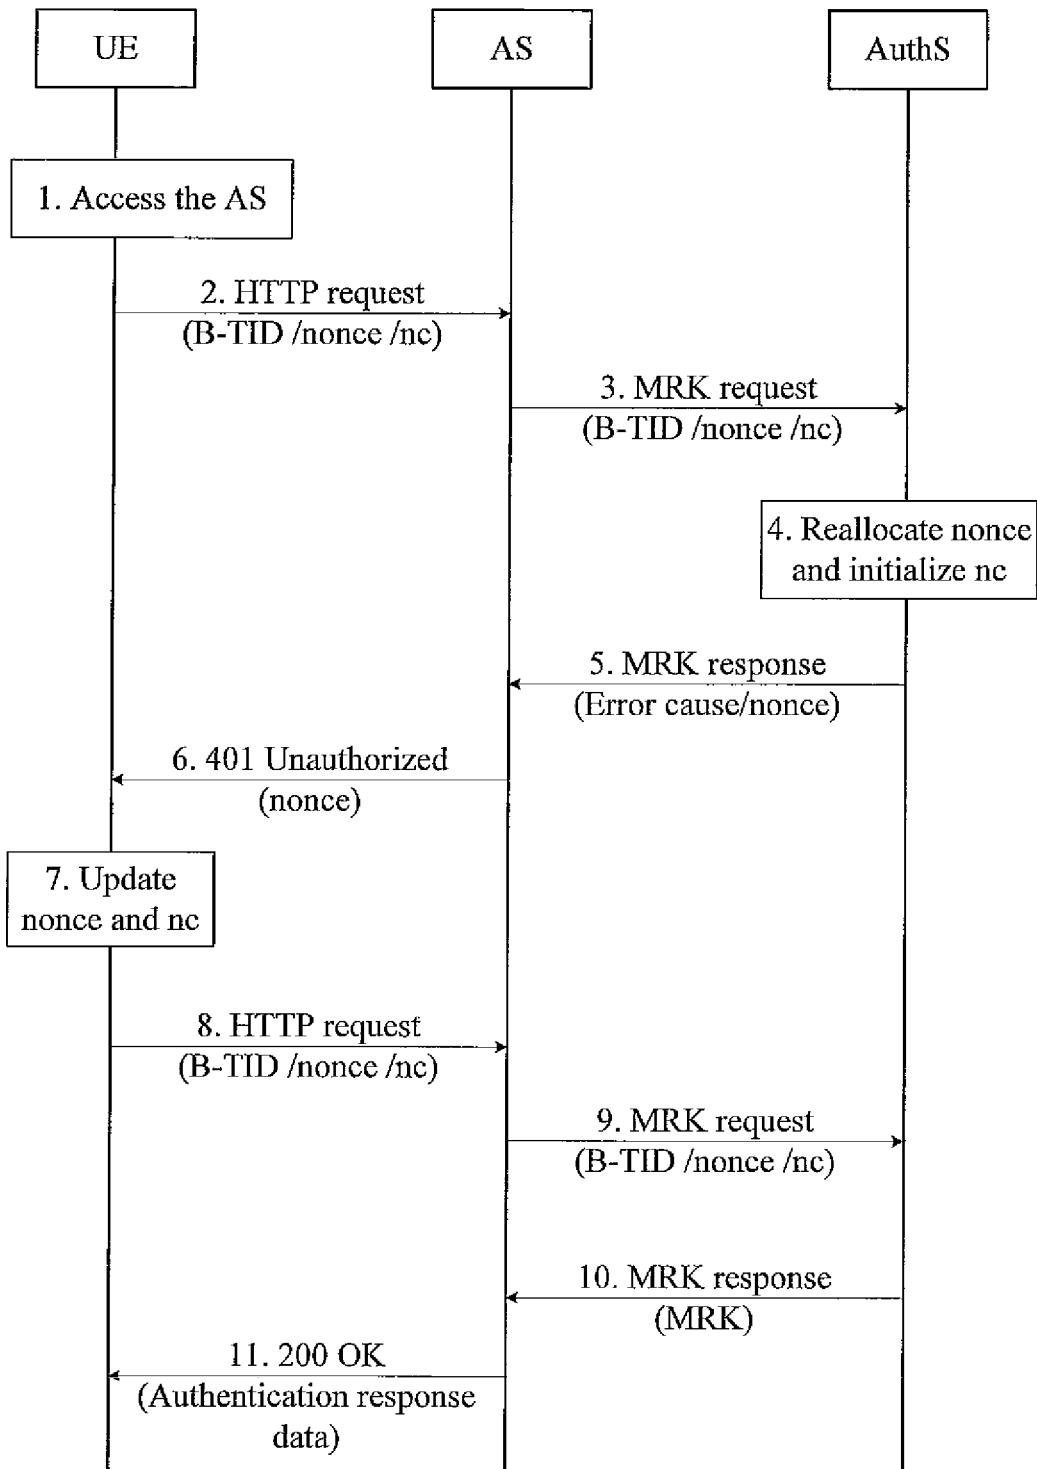 UE
AS
AuthS
1. Access the AS
2. HTTP request
(B-TID /nonce /nc)
3. MRK request
(B-TID /nonce /nc)
4. Reallocate nonce
and initialize nc
5. MRK response
(Error cause/nonce)
6. 401 Unauthorized
(nonce)
7. Update
nonce and nc
8. HTTP request
(B-TID /nonce /nc)
9. MRK request
(B-TID /nonce /nc)
10. MRK response
(MRK)
11. 200 OK
(Authentication response
data)